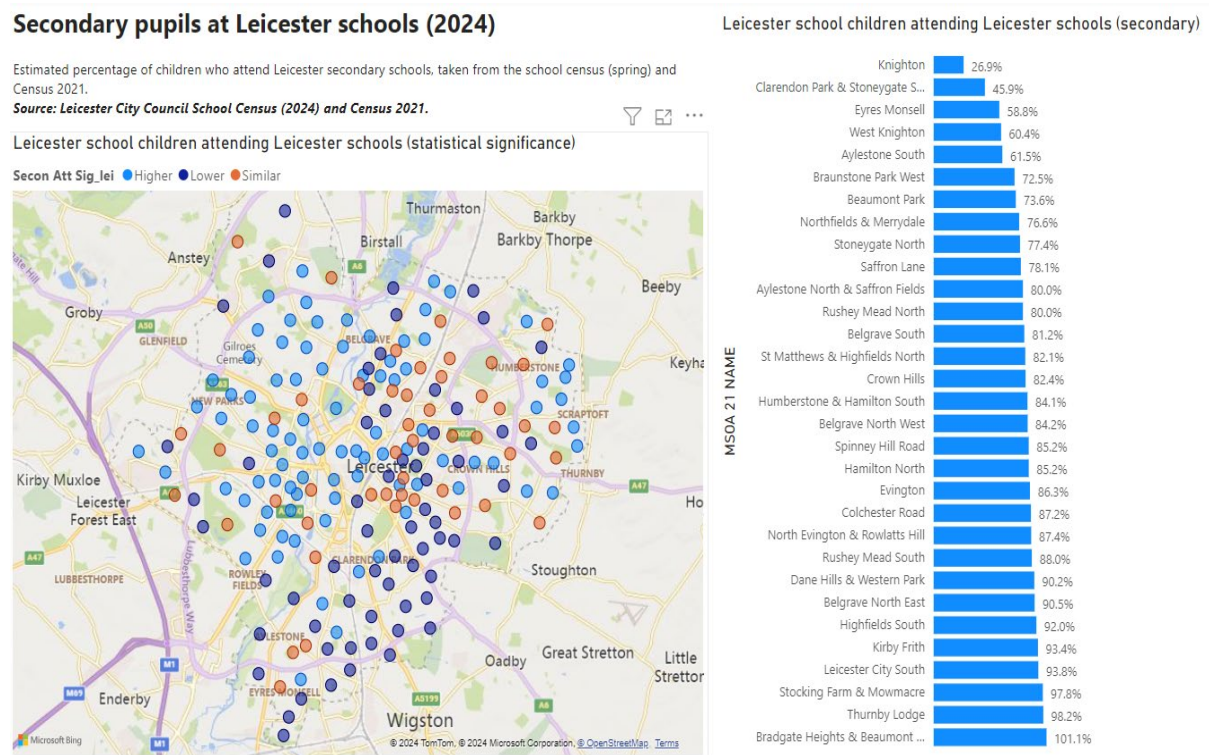 Secondary pupils at Leicester schools (2024)
Estimated percentage of children who attend Leicester secondary schools, taken from the school census (spring) and
Census 2021.
Source: Leicester City Council School Census (2024) and Census 2021.
Leicester school children attending Leicester schools (statistical significance)
Secon Att Sig_lei Higher Lower Similar
Thurmaston
Barkby
Birstall
Barkby Thorpe
Anstey
A6
Beeby
Groby
A50
GLENFIELD
Gilroes
Cemetery
BELGRAVE
HUMBERSTONE
Keyha
NEW PARKS
SCRAPTOFT
Leicester
CROWN HILLS
THURNBY
Kirby Muxloe
A47
Leicester
Forest East
Ho
A47
CLARENDON PARK
LUBBESTHORPE
Lubbesthorpe Way
ROWLEY
FIELDS
Stoughton
Great Stretton
M1
Oadby
Little
Stretton
M69
Enderby
EYRES MONSELL
A5199
A6
Wigston
M1
Microsoft Bing
© 2024 TomTom, © 2024 Microsoft Corporation, © OpenStreetMap Terms
Leicester school children attending Leicester schools (secondary)
MSOA 21 NAME
Knighton 26.9%
Clarendon Park & Stoneygate S... 45.9%
Eyres Monsell 58.8%
West Knighton 60.4%
Aylestone South 61.5%
Braunstone Park West 72.5%
Beaumont Park 73.6%
Northfields & Merrydale 76.6%
Stoneygate North 77.4%
Saffron Lane 78.1%
Aylestone North & Saffron Fields 80.0%
Rushey Mead North 80.0%
Belgrave South 81.2%
St Matthews & Highfields North 82.1%
Crown Hills 82.4%
Humberstone & Hamilton South 84.1%
Belgrave North West 84.2%
Spinney Hill Road 85.2%
Hamilton North 85.2%
Evington 86.3%
Colchester Road 87.2%
North Evington & Rowlatts Hill 87.4%
Rushey Mead South 88.0%
Dane Hills & Western Park 90.2%
Belgrave North East 90.5%
Highfields South 92.0%
Kirby Frith 93.4%
Leicester City South 93.8%
Stocking Farm & Mowmacre 97.8%
Thurnby Lodge 98.2%
Bradgate Heights & Beaumont ... 101.1%